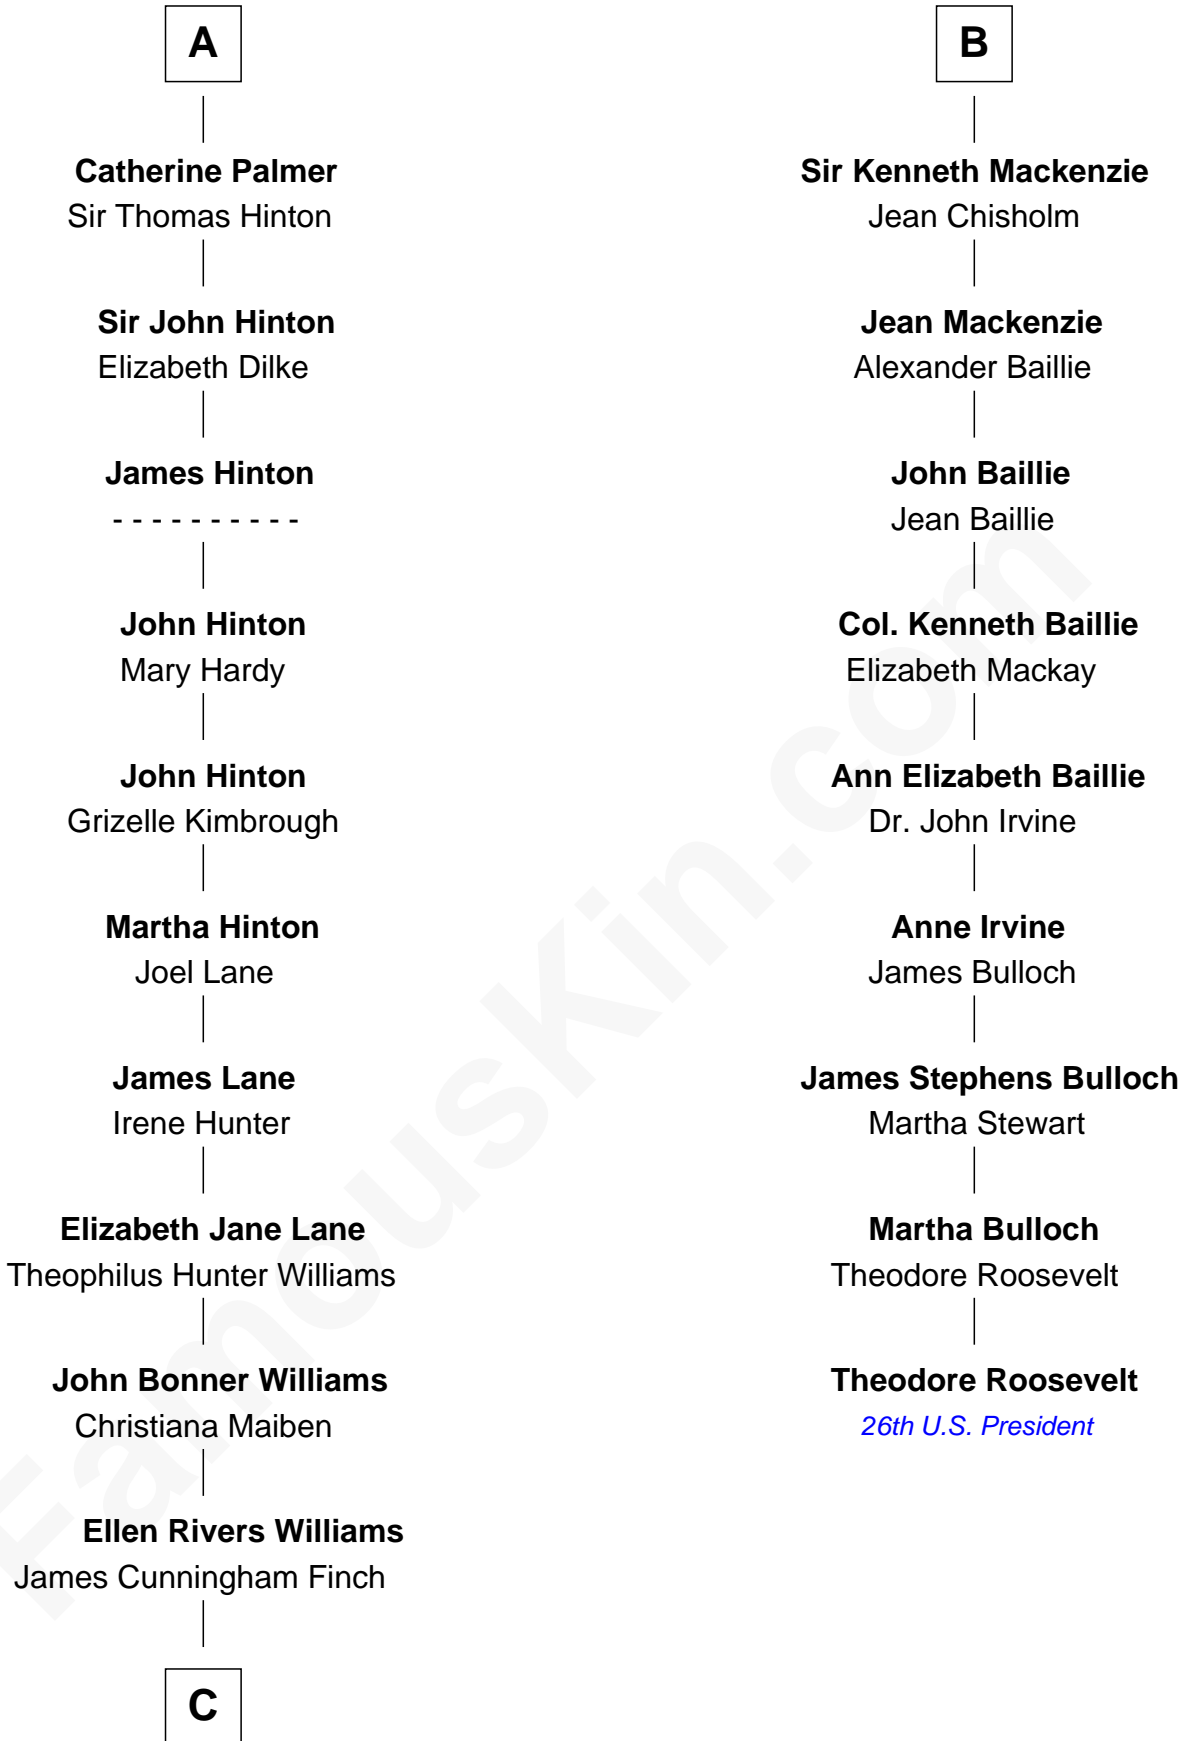 A
Catherine Palmer
Sir Thomas Hinton
Sir John Hinton
Elizabeth Dilke
James Hinton
- - - - - - - - - -
John Hinton
Mary Hardy
John Hinton
Grizelle Kimbrough
Martha Hinton
Joel Lane
James Lane
Irene Hunter
Elizabeth Jane Lane
Theophilus Hunter Williams
John Bonner Williams
Christiana Maiben
Ellen Rivers Williams
James Cunningham Finch
C
B
Sir Kenneth Mackenzie
Jean Chisholm
Jean Mackenzie
Alexander Baillie
John Baillie
Jean Baillie
Col. Kenneth Baillie
Elizabeth Mackay
Ann Elizabeth Baillie
Dr. John Irvine
Anne Irvine
James Bulloch
James Stephens Bulloch
Martha Stewart
Martha Bulloch
Theodore Roosevelt
Theodore Roosevelt
26th U.S. President
FamousKin.com